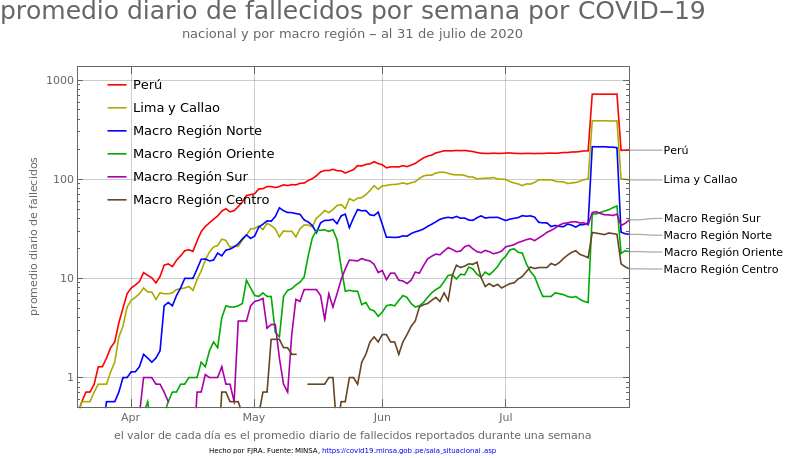 promedio diario de fallecidos por semana por COVID‒19
nacional y por macro región – al 31 de julio de 2020
promedio diario de fallecidos
1000
100
10
1
Perú
Lima y Callao
Macro Región Norte
Macro Región Oriente
Macro Región Sur
Macro Región Centro
Perú
Lima y Callao
Macro Región Sur
Macro Región Norte
Macro Región Oriente
Macro Región Centro
Apr May Jun Jul
el valor de cada día es el promedio diario de fallecidos reportados durante una semana
Hecho por FJRA. Fuente: MINSA, https://covid19.minsa.gob.pe/sala_situacional.asp